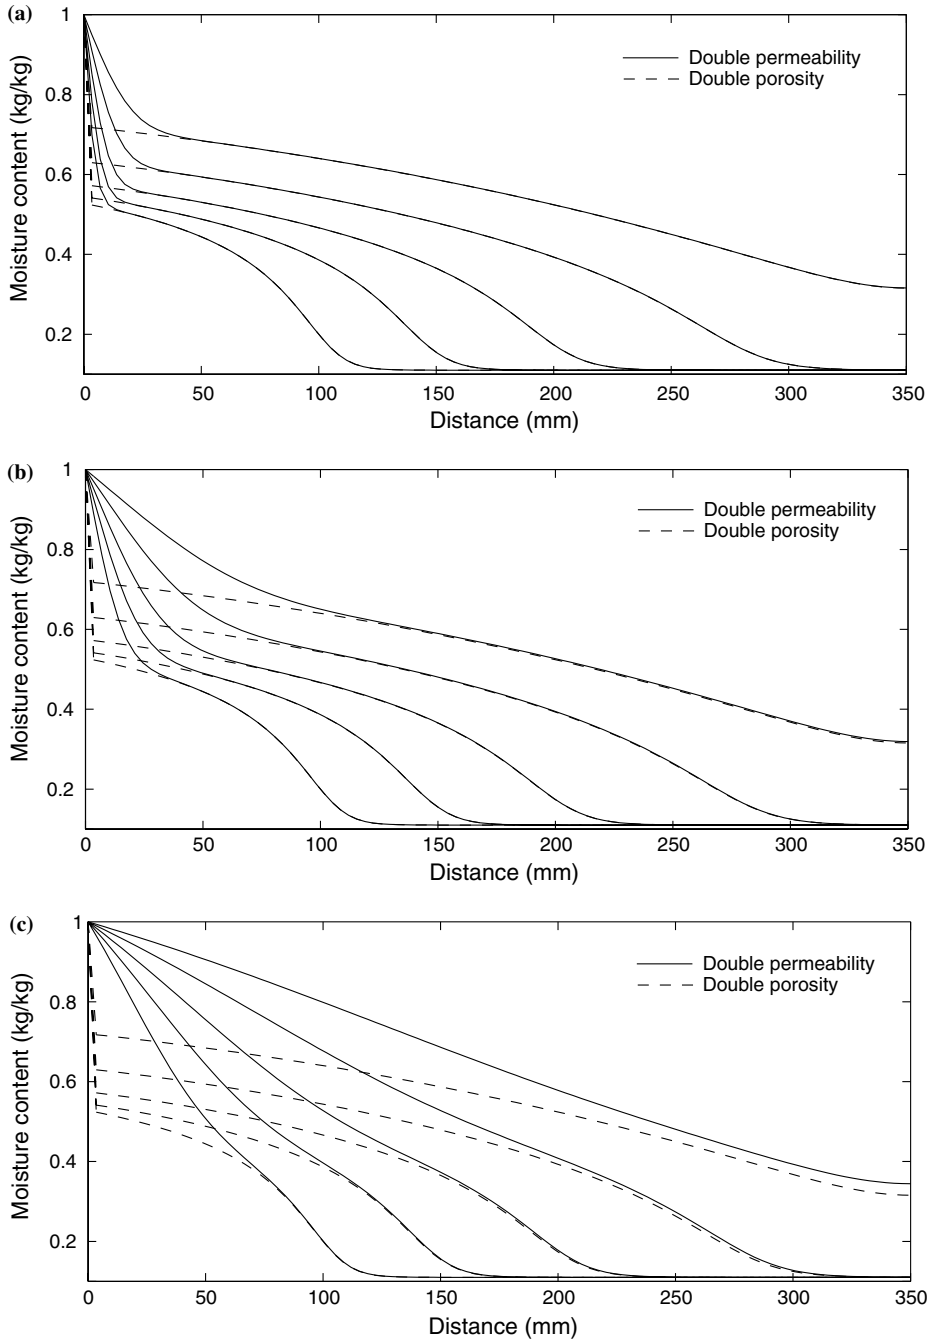 (a)
1
0.8
0.6
0.4
0.2
Moisture content (kg/kg)
Double permeability
Double porosity
0 50 100 150 200 250 300 350
Distance (mm)
(b)
1
0.8
0.6
0.4
0.2
Moisture content (kg/kg)
Double permeability
Double porosity
0 50 100 150 200 250 300 350
Distance (mm)
(c)
1
0.8
0.6
0.4
0.2
Moisture content (kg/kg)
Double permeability
Double porosity
0 50 100 150 200 250 300 350
Distance (mm)